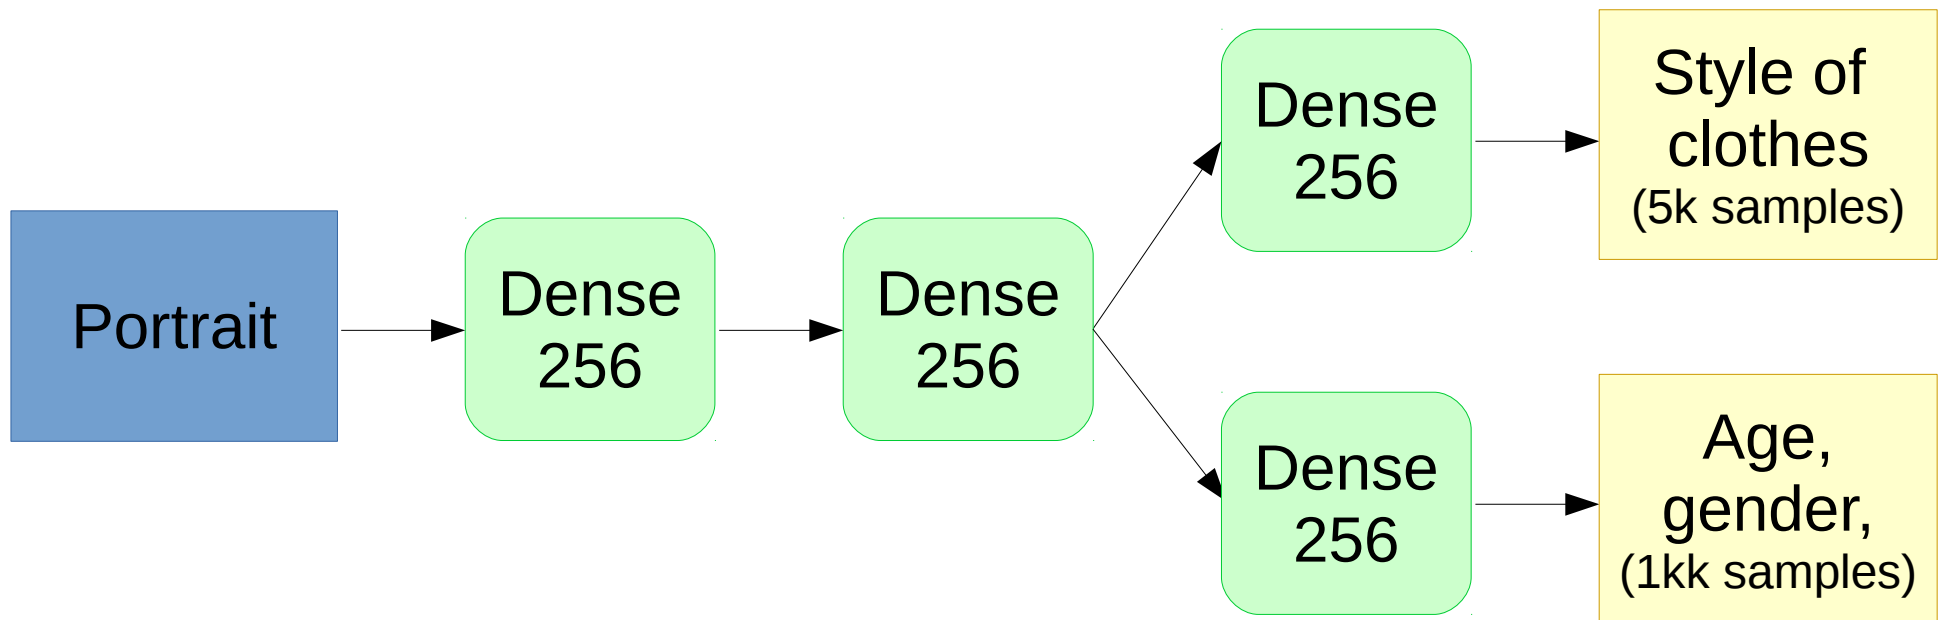 Portrait
Dense
256
Dense
256
Dense
256
Style of
clothes
(5k samples)
Dense
256
Age,
gender,
(1kk samples)